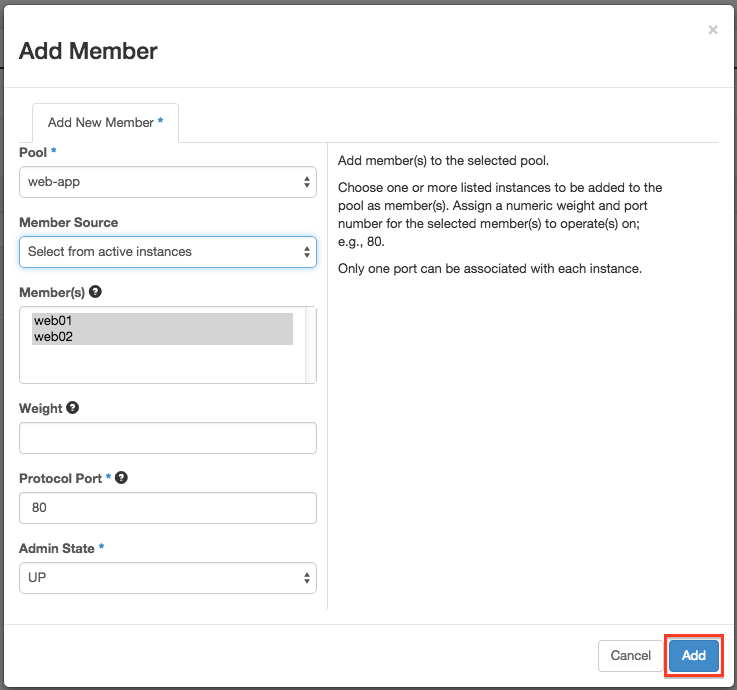 ×
Add Member
Add New Member *
Pool *
web-app
Member Source
Select from active instances
Member(s) ?
web01
web02
Weight ?
Protocol Port * ?
80
Admin State *
UP
Add member(s) to the selected pool.
Choose one or more listed instances to be added to the
pool as member(s). Assign a numeric weight and port
number for the selected member(s) to operate(s) on;
e.g., 80.
Only one port can be associated with each instance.
Cancel
Add